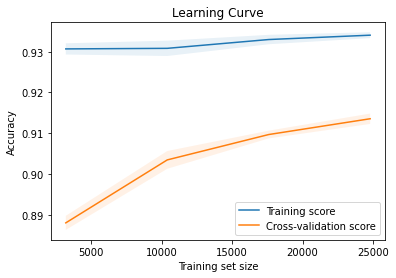 Learning Curve
0.93
0.92
0.91
0.90
0.89
Accuracy
Training score
Cross-validation score
5000 10000 15000 20000 25000
Training set size